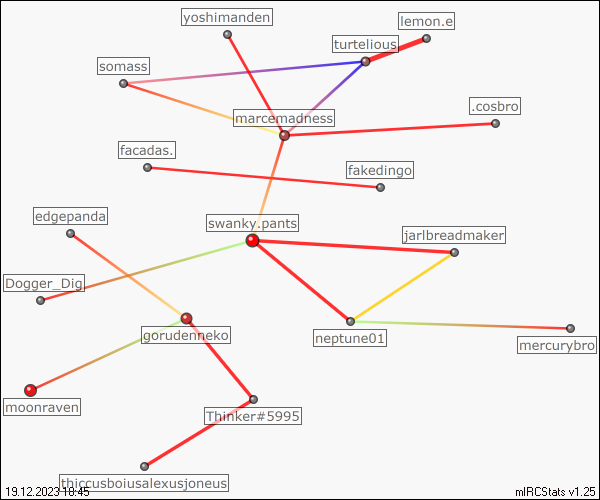 yoshimanden
lemon.e
turtelious
somass
.cosbro
marcemadness
facadas.
fakedingo
edgepanda
swanky.pants
jarlbreadmaker
Dogger_Dig
gorudenneko
neptune01
mercurybro
moonraven
Thinker#5995
thiccusboiusalexusjoneus
19.12.2023 18:45
mIRCStats v1.25